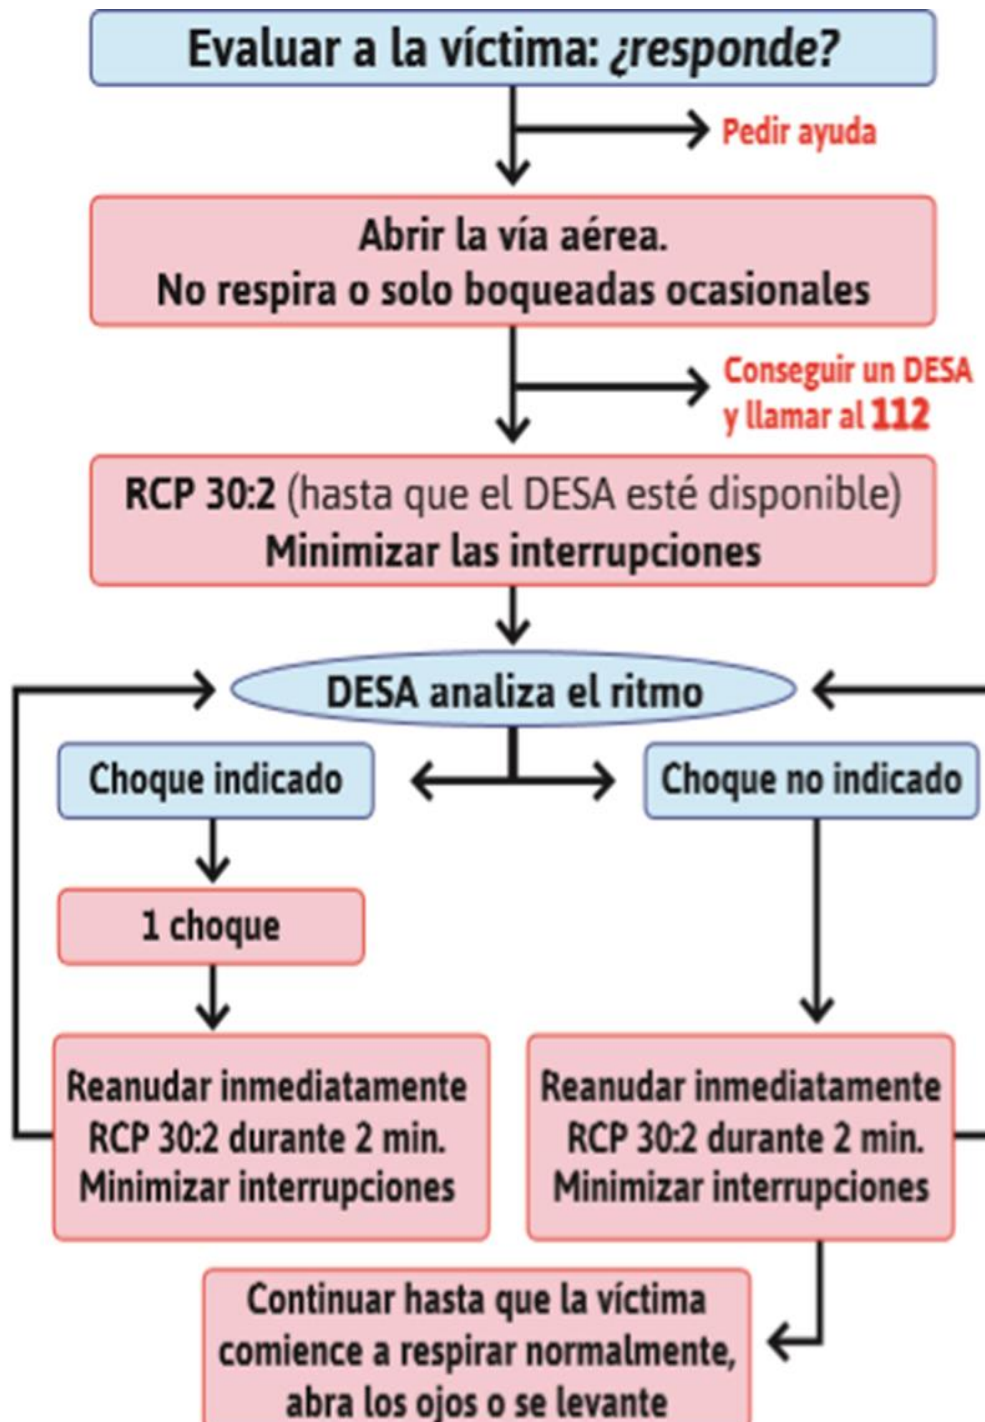 Evaluar a la víctima: ¿responde?
Pedir ayuda
Abrir la vía aérea.
No respira o solo boqueadas ocasionales
Conseguir un DESA
y llamar al 112
RCP 30:2 (hasta que el DESA esté disponible)
Minimizar las interrupciones
DESA analiza el ritmo
Choque indicado
Choque no indicado
1 choque
Reanudar inmediatamente
RCP 30:2 durante 2 min.
Minimizar interrupciones
Reanudar inmediatamente
RCP 30:2 durante 2 min.
Minimizar interrupciones
Continuar hasta que la víctima
comience a respirar normalmente,
abra los ojos o se levante